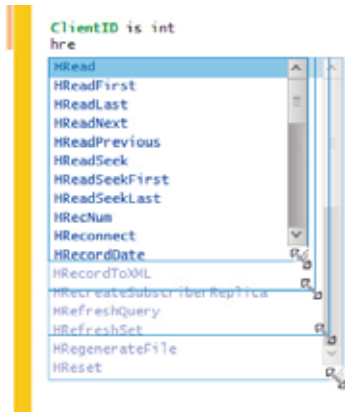 ClientID is int
hre
HRead
HReadFirst
HReadLast
HReadNext
HReadPrevious
HReadSeek
HReadSeekFirst
HReadSeekLast
HRecNum
HReconnect
HRecordDate
HRecordToXML
HRecreateSubscriberReplica
HRefreshQuery
HRefreshSet
HRegenerateFile
HReset